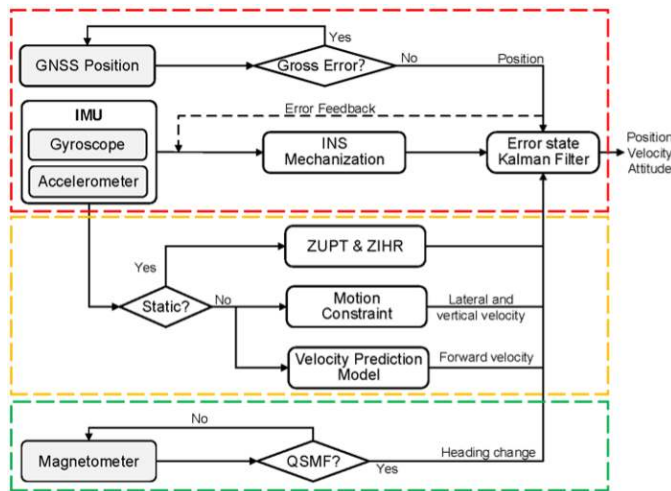 Yes
GNSS Position
Gross Error?
No
Position
IMU
Gyroscope
Accelerometer
Error Feedback
INS
Mechanization
Error state
Kalman Filter
Position
Velocity
Attitude
ZUPT & ZIHR
Yes
Static?
No
Motion
Constraint
Lateral and
vertical velocity
Velocity Prediction
Model
Forward velocity
No
Magnetometer
QSMF?
Yes
Heading change